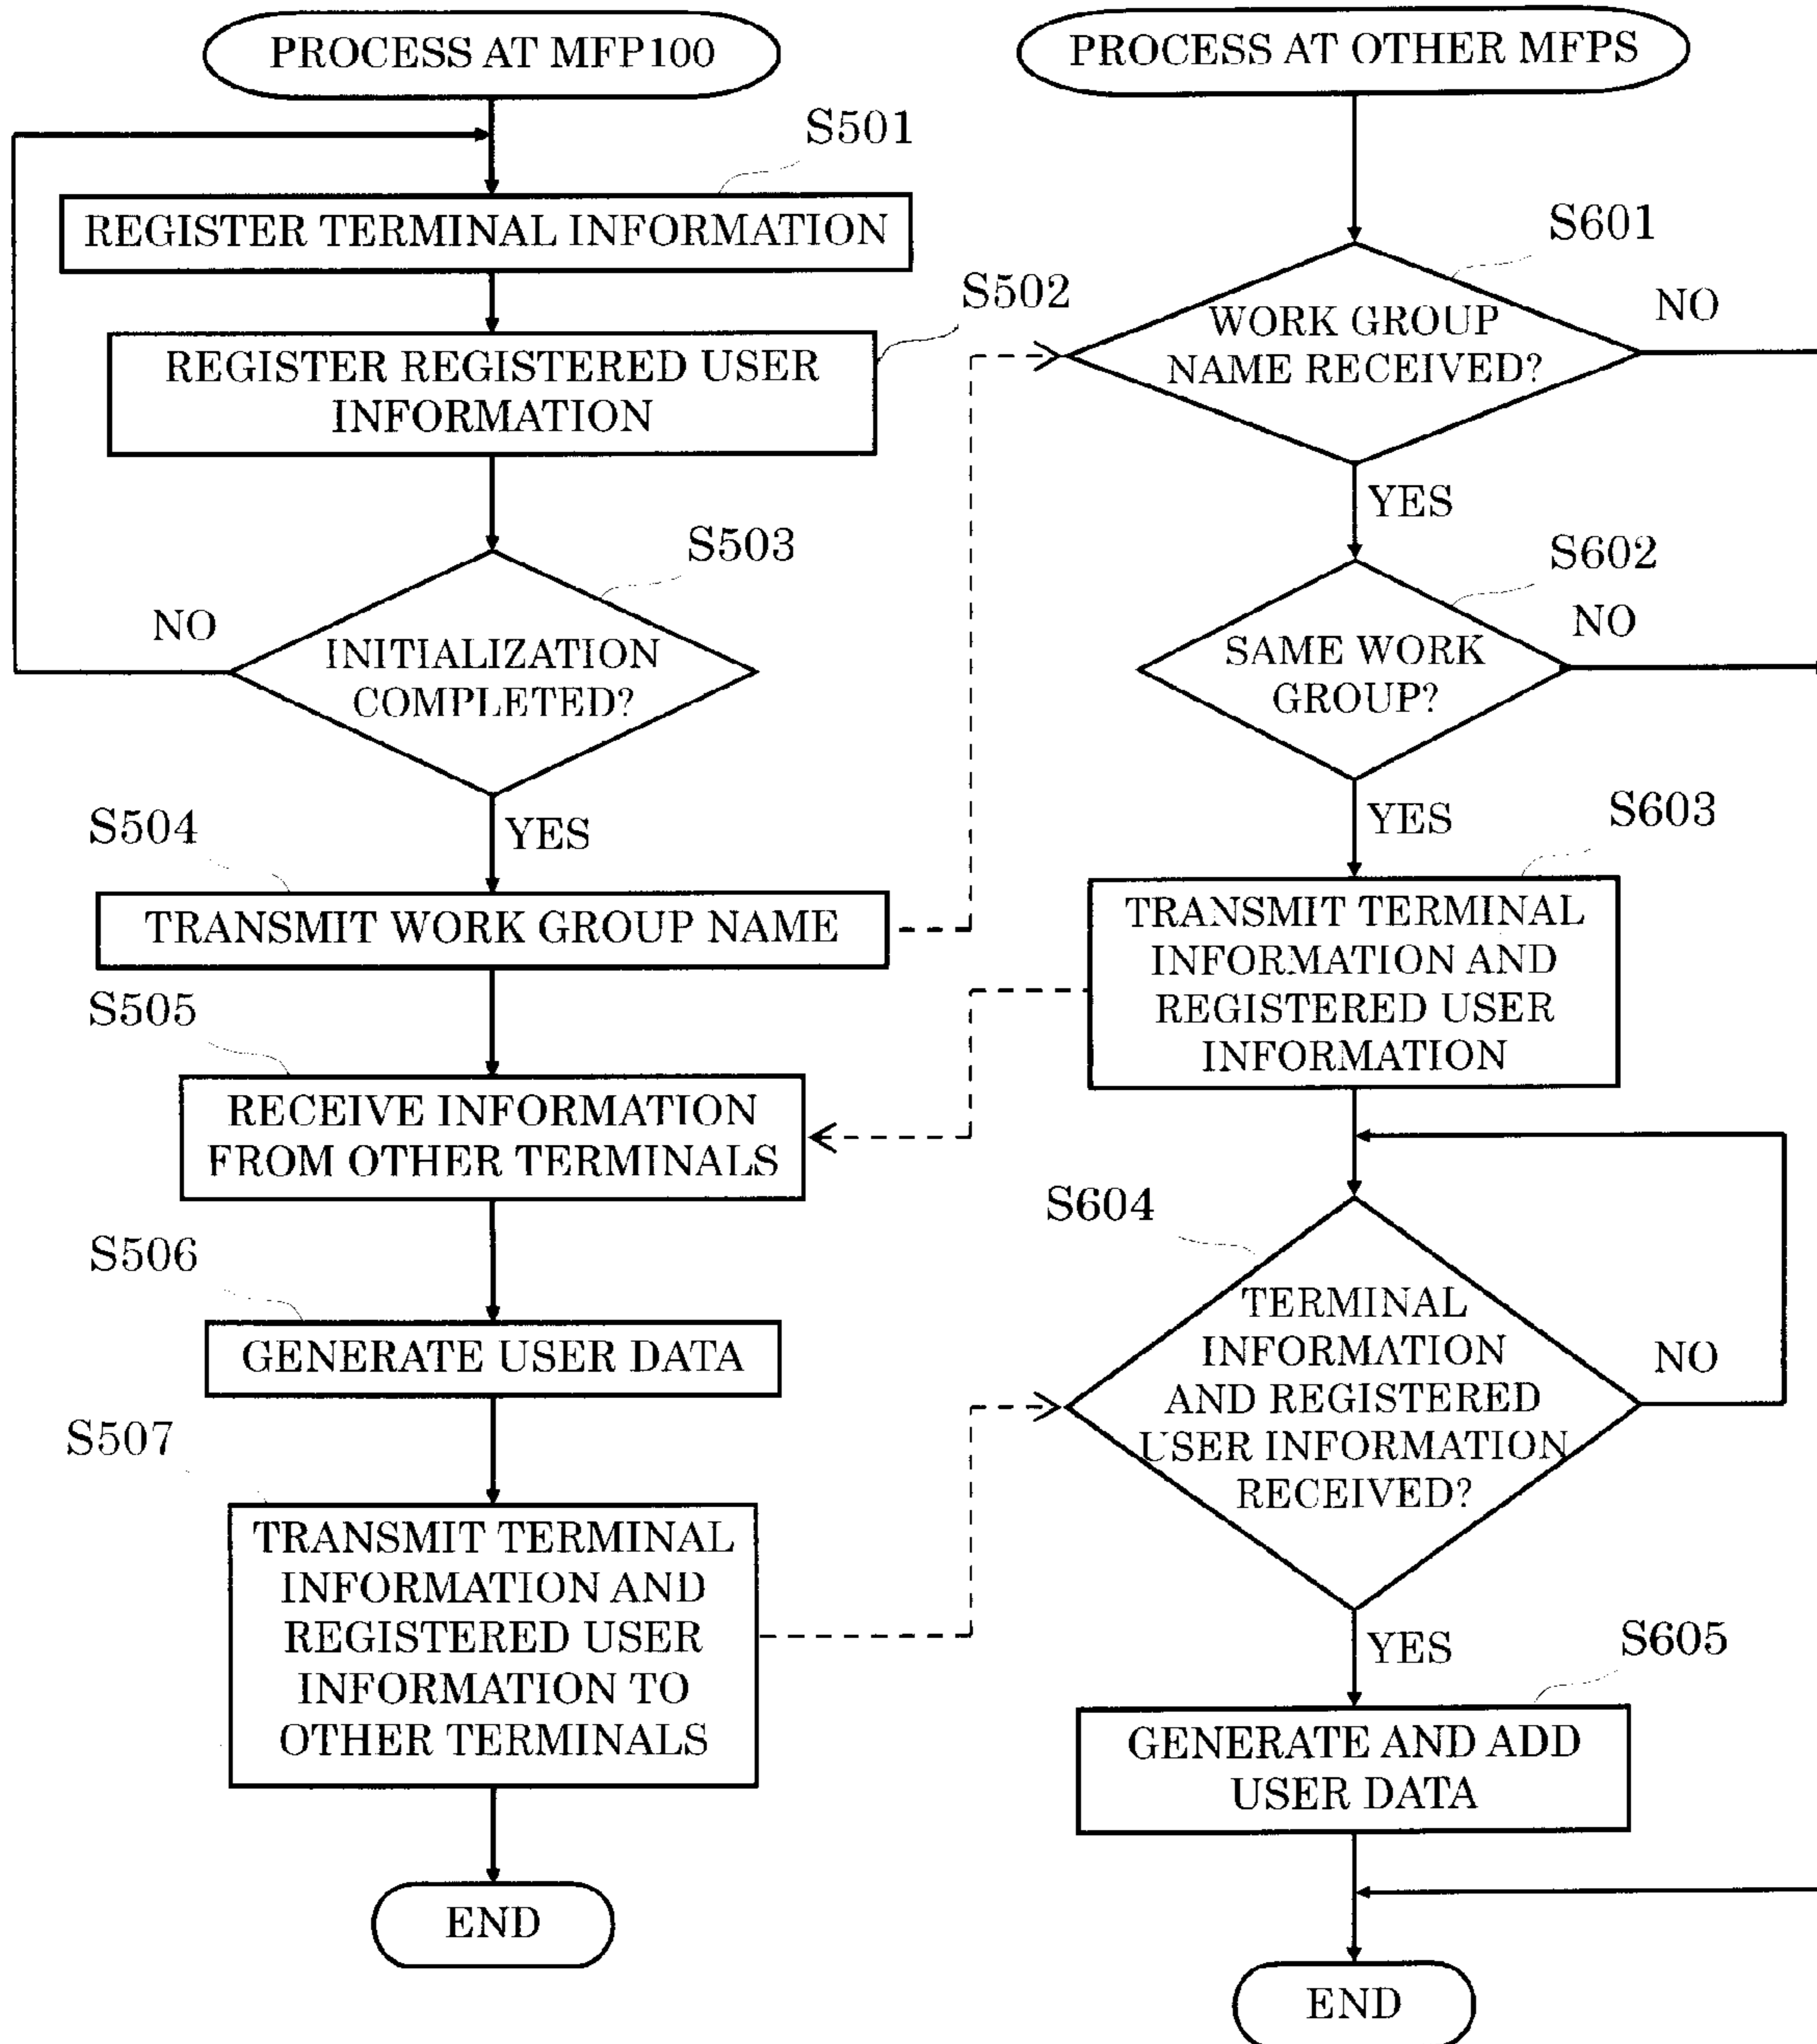 PROCESS AT MFP100
S501
REGISTER TERMINAL INFORMATION
S502
REGISTER REGISTERED USER
INFORMATION
S503
NO
INITIALIZATION
COMPLETED?
YES
S504
TRANSMIT WORK GROUP NAME
S505
RECEIVE INFORMATION
FROM OTHER TERMINALS
S506
GENERATE USER DATA
S507
TRANSMIT TERMINAL
INFORMATION AND
REGISTERED USER
INFORMATION TO
OTHER TERMINALS
END
PROCESS AT OTHER MFPS
S601
WORK GROUP
NAME RECEIVED?
NO
YES
S602
SAME WORK
GROUP?
NO
YES
S603
TRANSMIT TERMINAL
INFORMATION AND
REGISTERED USER
INFORMATION
S604
TERMINAL
INFORMATION
AND REGISTERED
USER INFORMATION
RECEIVED?
NO
YES
S605
GENERATE AND ADD
USER DATA
END